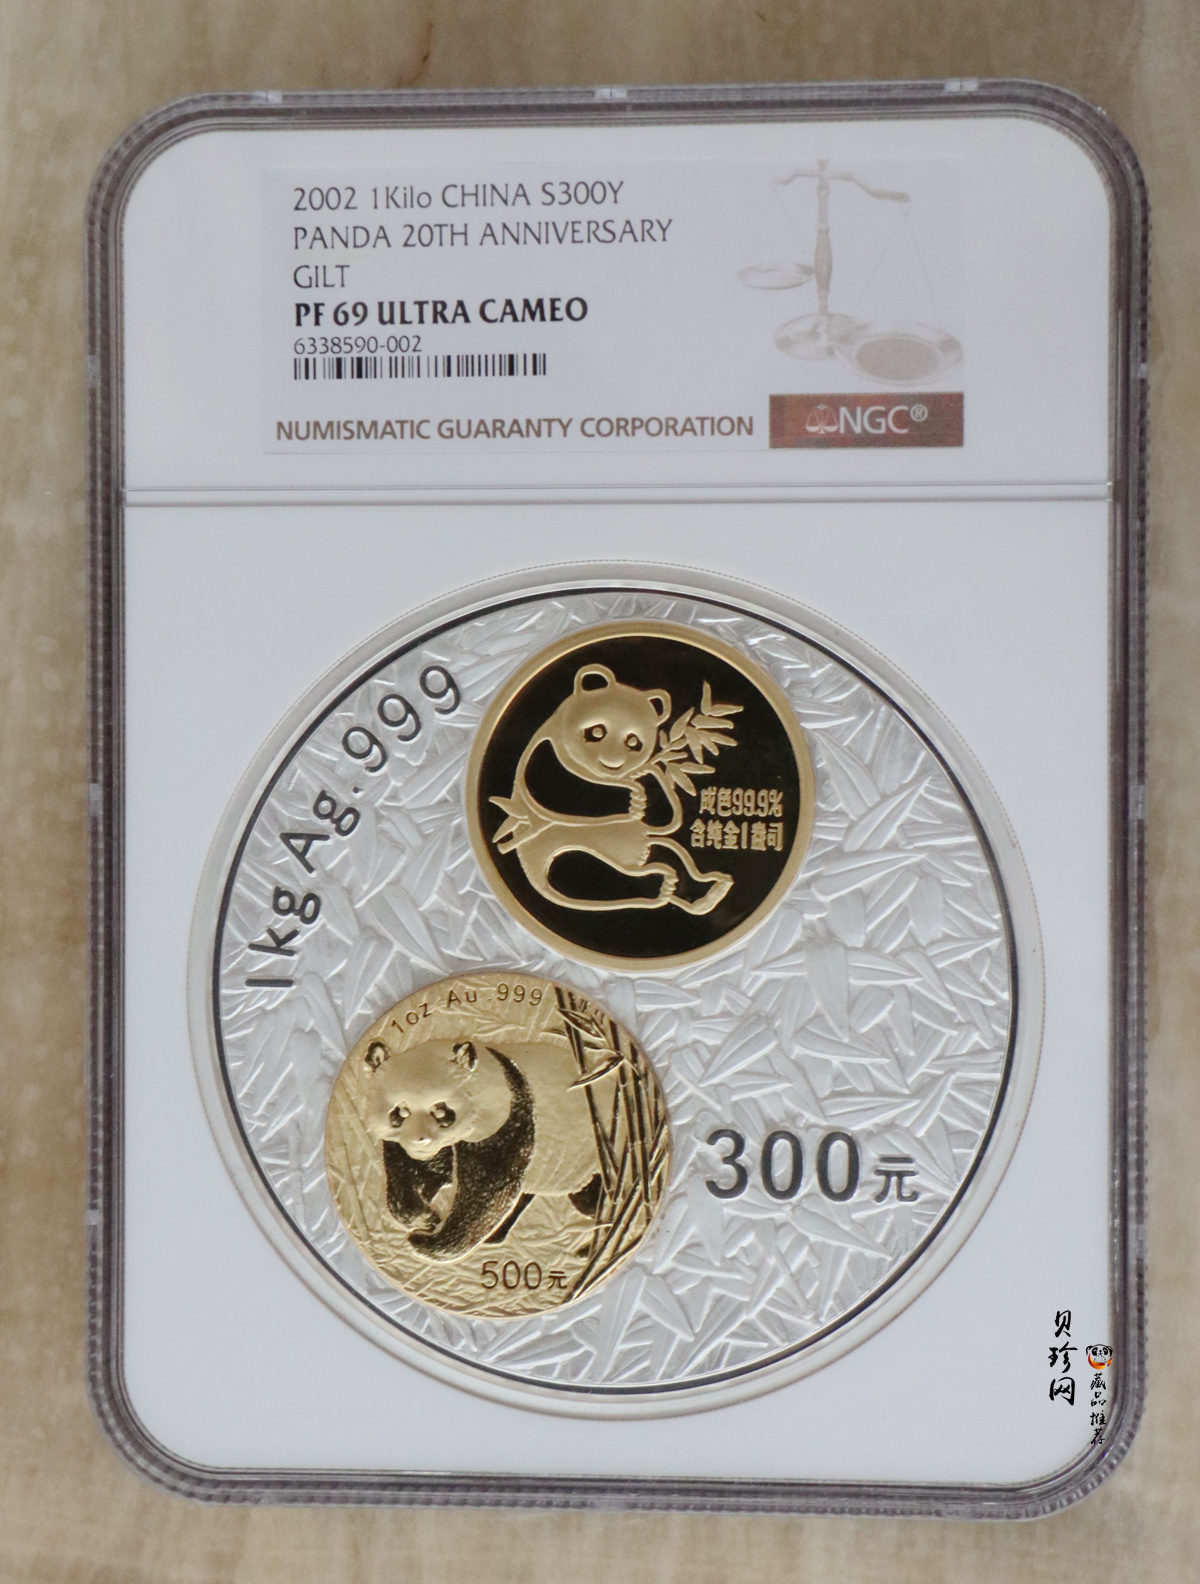 2002 1Kilo CHINA S300Y
PANDA 20TH ANNIVERSARY
GILT
PF 69 ULTRA CAMEO
6338590-002
NUMISMATIC GUARANTY CORPORATION
NGC®
1kg Ag.999
成色99.9%
含纯金1盎司
1oz Au .999
500元
300元
贝珍网
藏品推荐